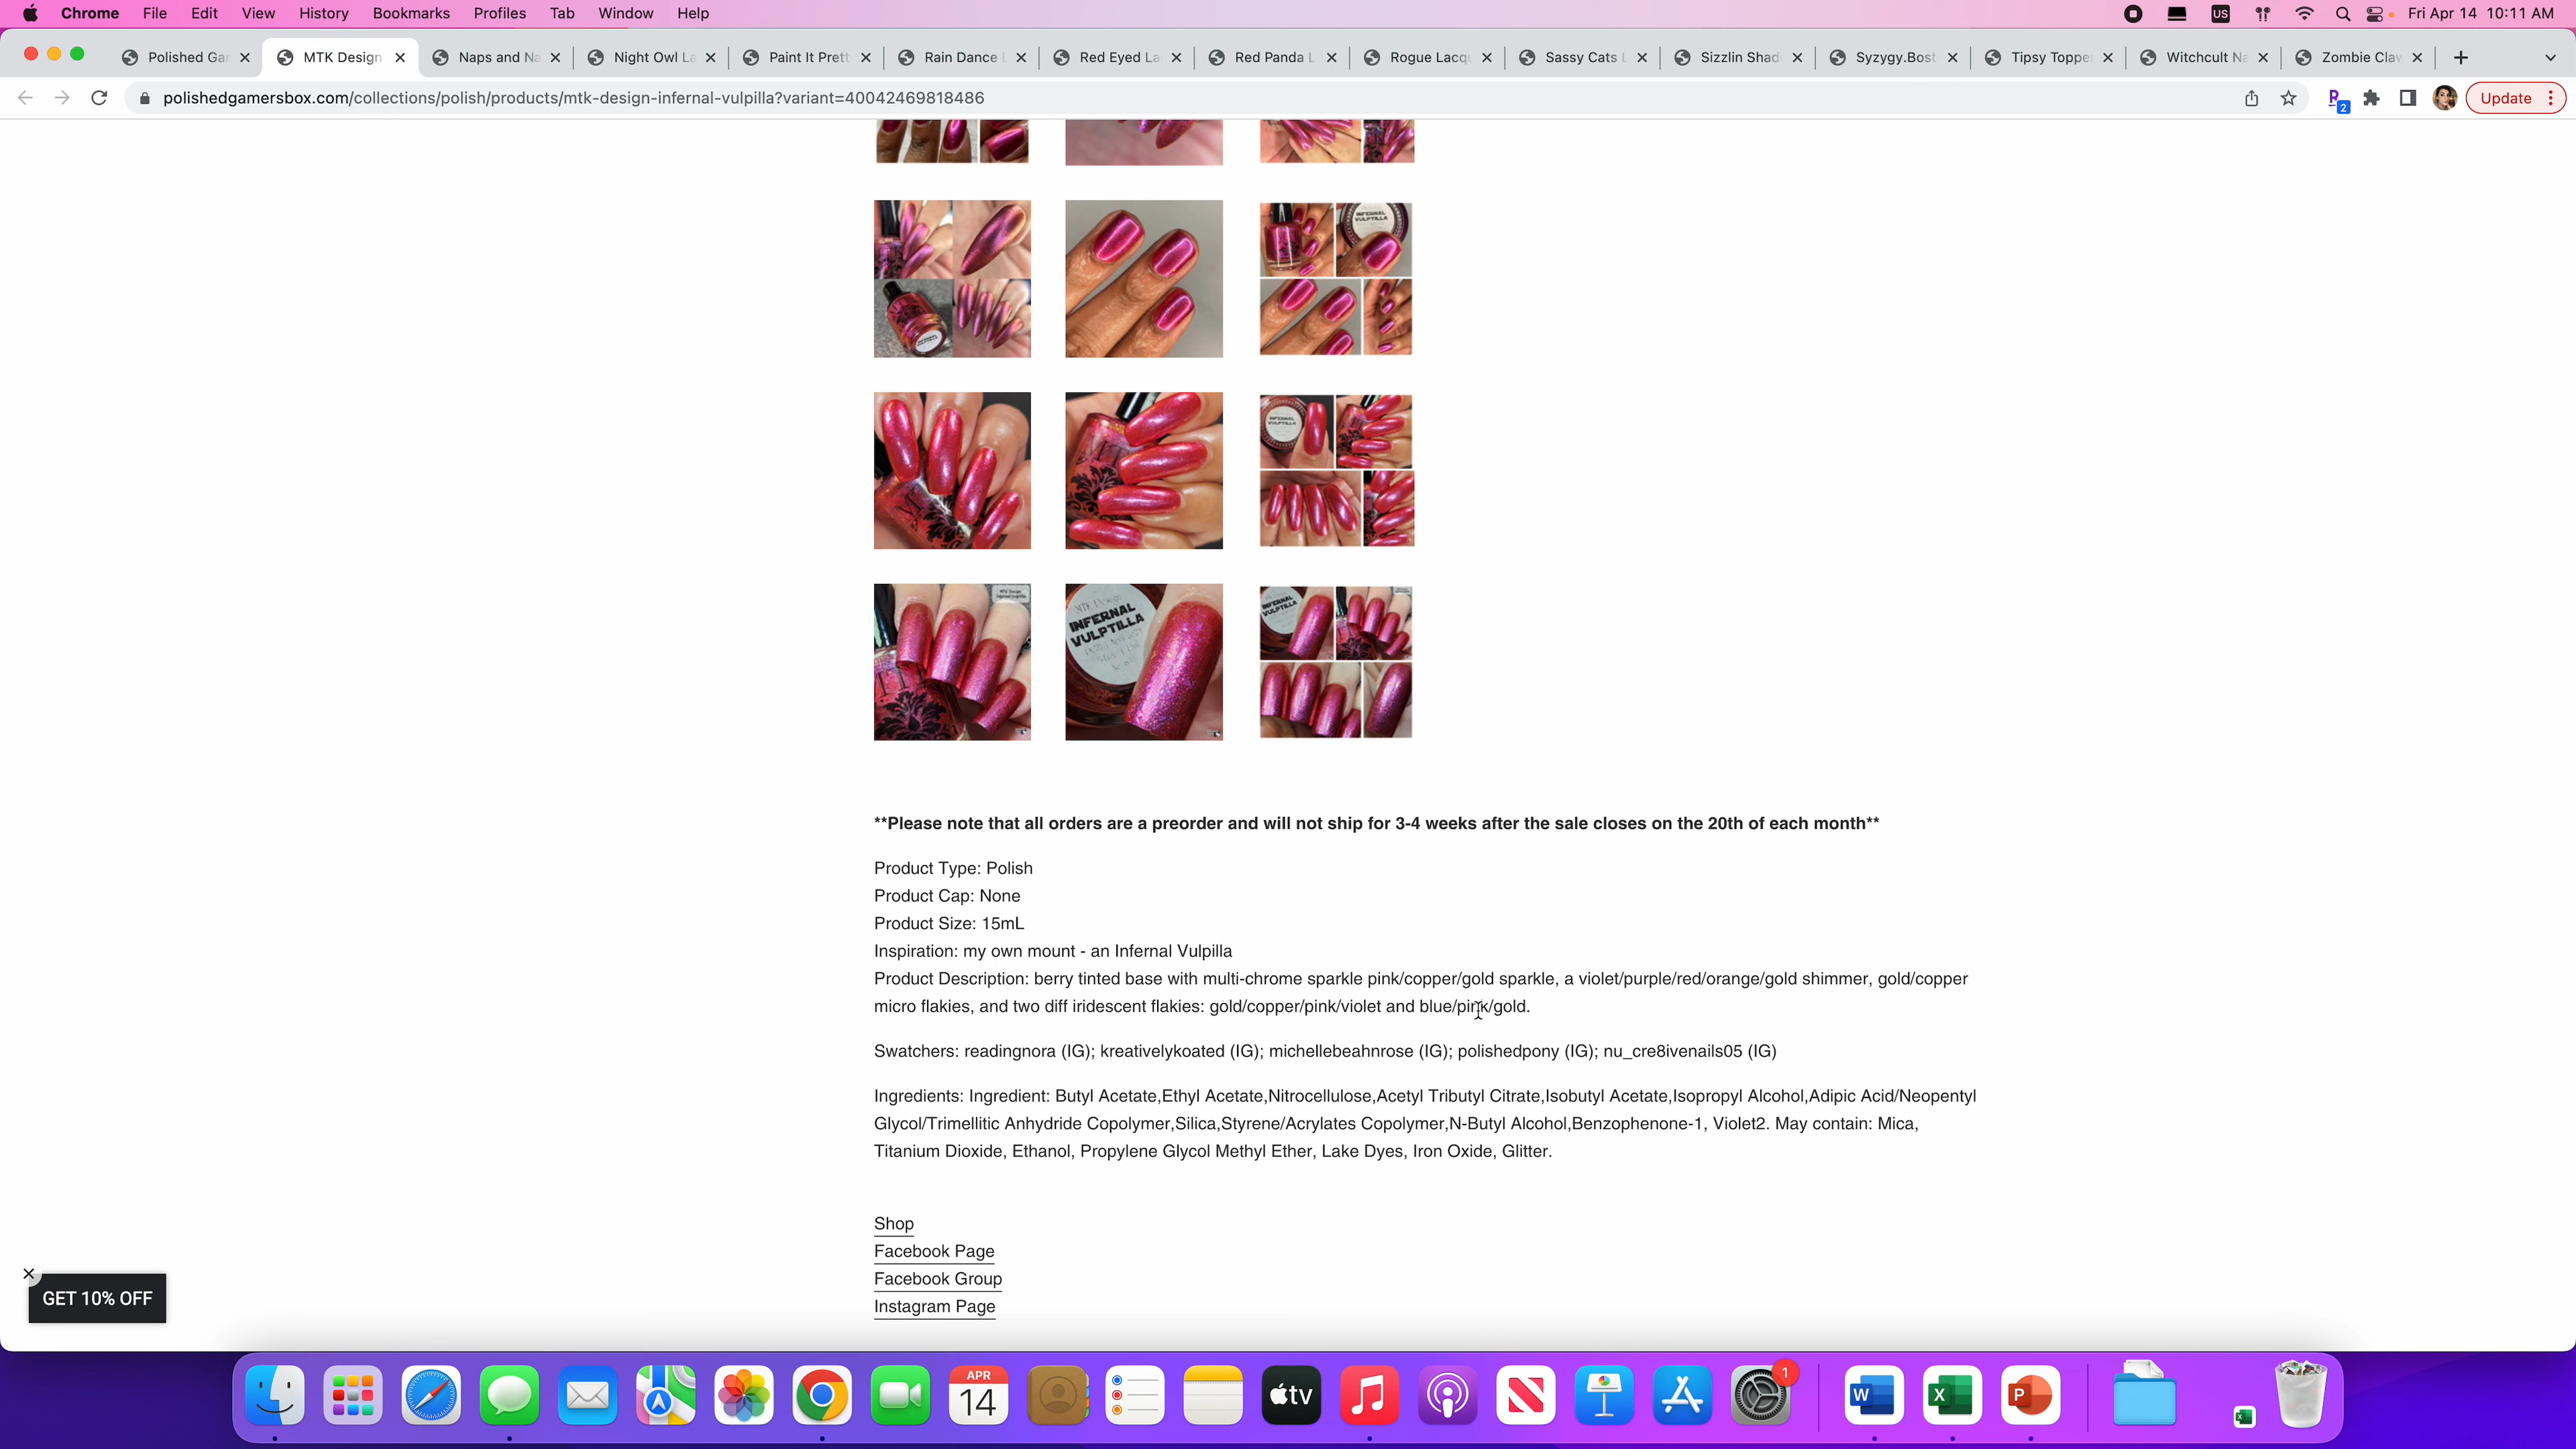 Chrome File Edit View History Bookmarks Profiles Tab Window Help US Fri Apr 14 10:11 AM
Polished Gar MTK Design Naps and Na Night Owl La Paint It Prett Rain Dance L Red Eyed La Red Panda L Rogue Lacqu Sassy Cats L Sizzlin Shad Syzygy.Bost Tipsy Toppe Witchcult Na Zombie Claw
polishedgamersbox.com/collections/polish/products/mtk-design-infernal-vulpilla?variant=40042469818486 2 Update
INFERNAL VULPTILLA
MTK Design
INFERNAL
VULPTILLA
**Please note that all orders are a preorder and will not ship for 3-4 weeks after the sale closes on the 20th of each month**
Product Type: Polish
Product Cap: None
Product Size: 15mL
Inspiration: my own mount - an Infernal Vulpilla
Product Description: berry tinted base with multi-chrome sparkle pink/copper/gold sparkle, a violet/purple/red/orange/gold shimmer, gold/copper
micro flakies, and two diff iridescent flakies: gold/copper/pink/violet and blue/pink/gold.
Swatchers: readingnora (IG); kreativelykoated (IG); michellebeahnrose (IG); polishedpony (IG); nu_cre8ivenails05 (IG)
Ingredients: Ingredient: Butyl Acetate,Ethyl Acetate,Nitrocellulose,Acetyl Tributyl Citrate,Isobutyl Acetate,Isopropyl Alcohol,Adipic Acid/Neopentyl
Glycol/Trimellitic Anhydride Copolymer,Silica,Styrene/Acrylates Copolymer,N-Butyl Alcohol,Benzophenone-1, Violet2. May contain: Mica,
Titanium Dioxide, Ethanol, Propylene Glycol Methyl Ether, Lake Dyes, Iron Oxide, Glitter.
Shop
Facebook Page
Facebook Group
Instagram Page
GET 10% OFF
APR
14
tv
1
W
X
P